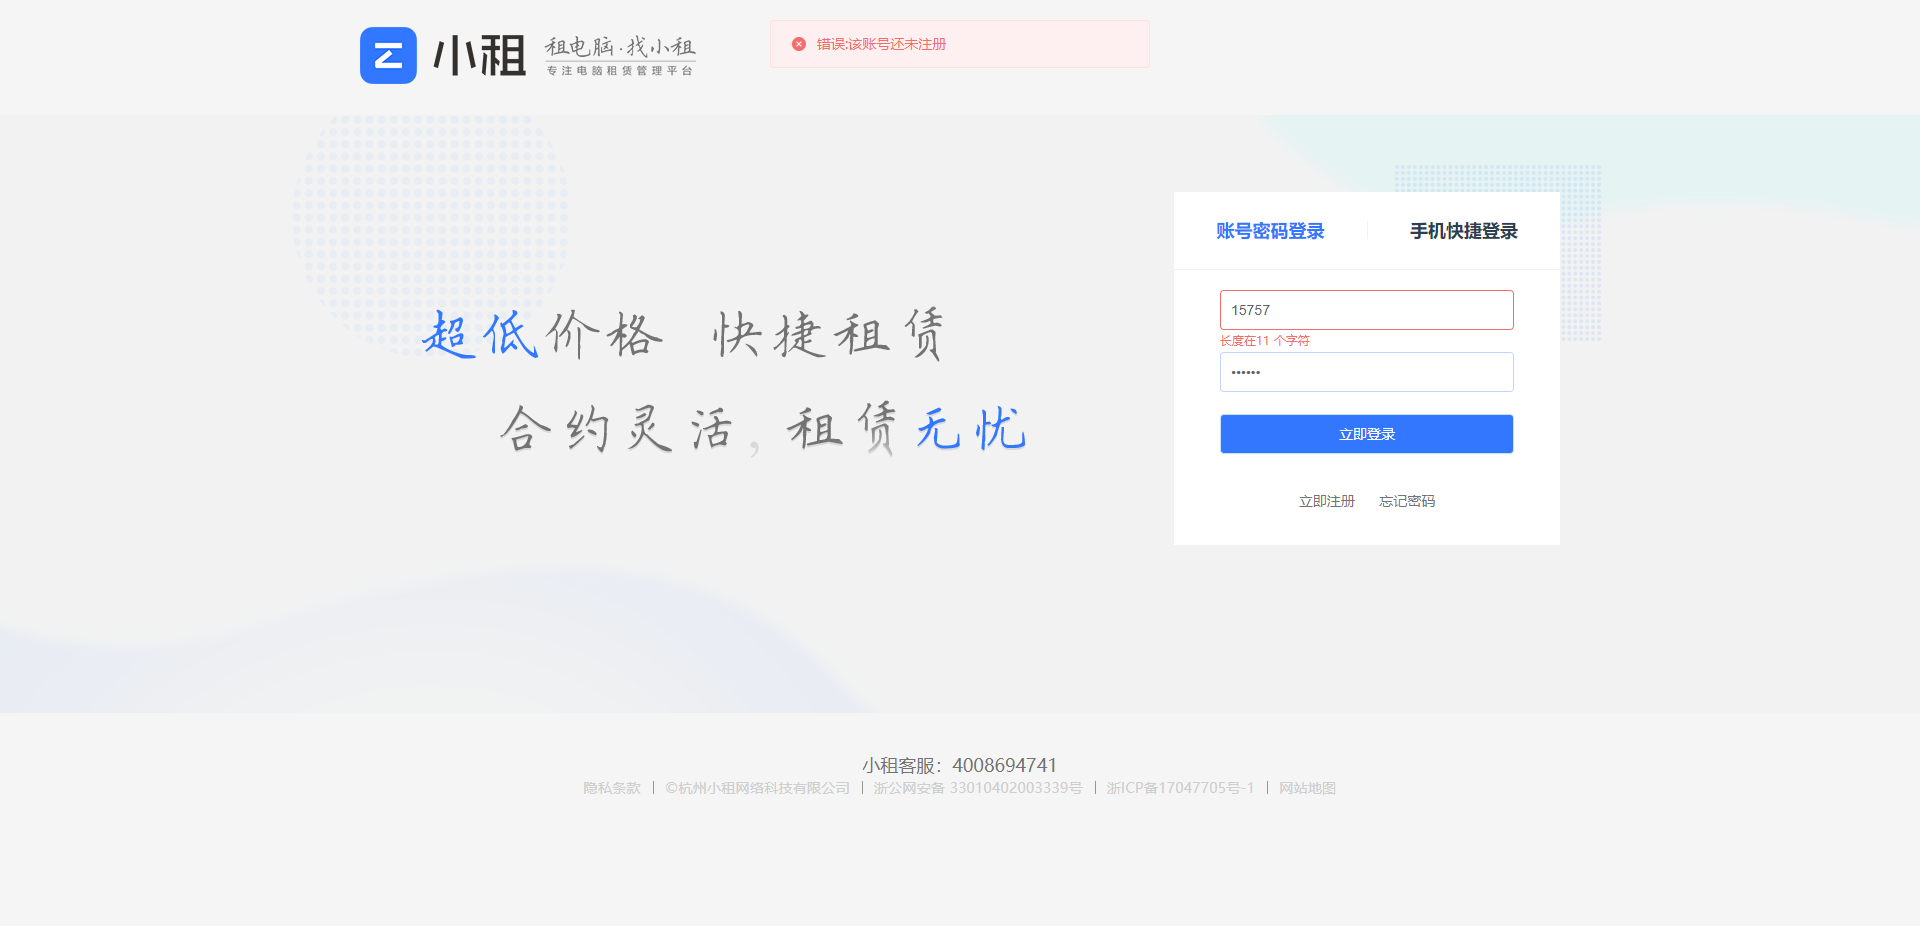 小租
租电脑·找小租
专注电脑租赁管理平台
错误:该账号还未注册
超低价格 快捷租赁
合约灵活,租赁无忧
账号密码登录
手机快捷登录
15757
长度在11 个字符
••••••
立即登录
立即注册 忘记密码
小租客服：4008694741
隐私条款 | ©杭州小租网络科技有限公司 | 浙公网安备 33010402003339号 | 浙ICP备17047705号-1 | 网站地图